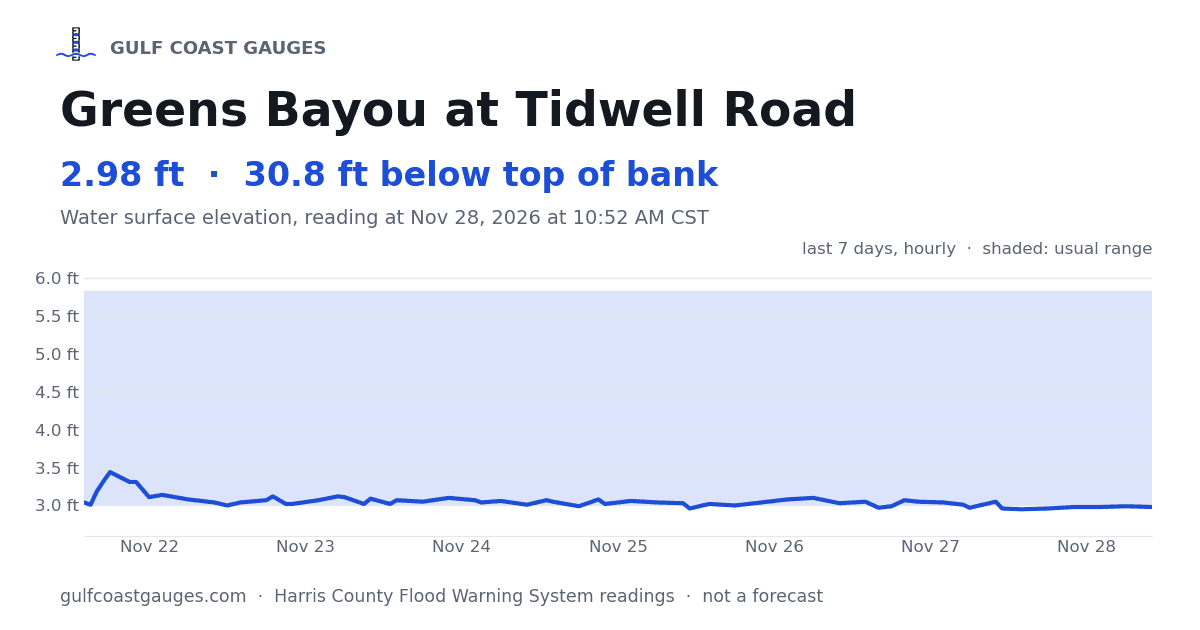 GULF COAST GAUGES
Greens Bayou at Tidwell Road
2.98 ft · 30.8 ft below top of bank
Water surface elevation, reading at Nov 28, 2026 at 10:52 AM CST
last 7 days, hourly · shaded: usual range
6.0 ft
5.5 ft
5.0 ft
4.5 ft
4.0 ft
3.5 ft
3.0 ft
Nov 22 Nov 23 Nov 24 Nov 25 Nov 26 Nov 27 Nov 28
gulfcoastgauges.com · Harris County Flood Warning System readings · not a forecast